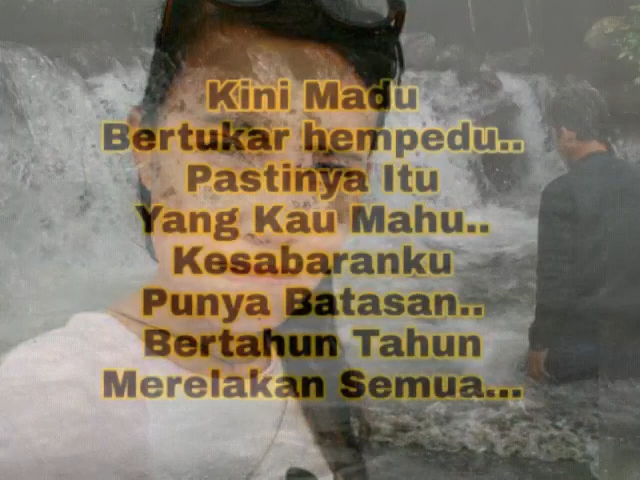 Kini Madu
Bertukar hempedu..
Pastinya Itu
Yang Kau Mahu..
Kesabaranku
Punya Batasan..
Bertahun Tahun
Merelakan Semua...